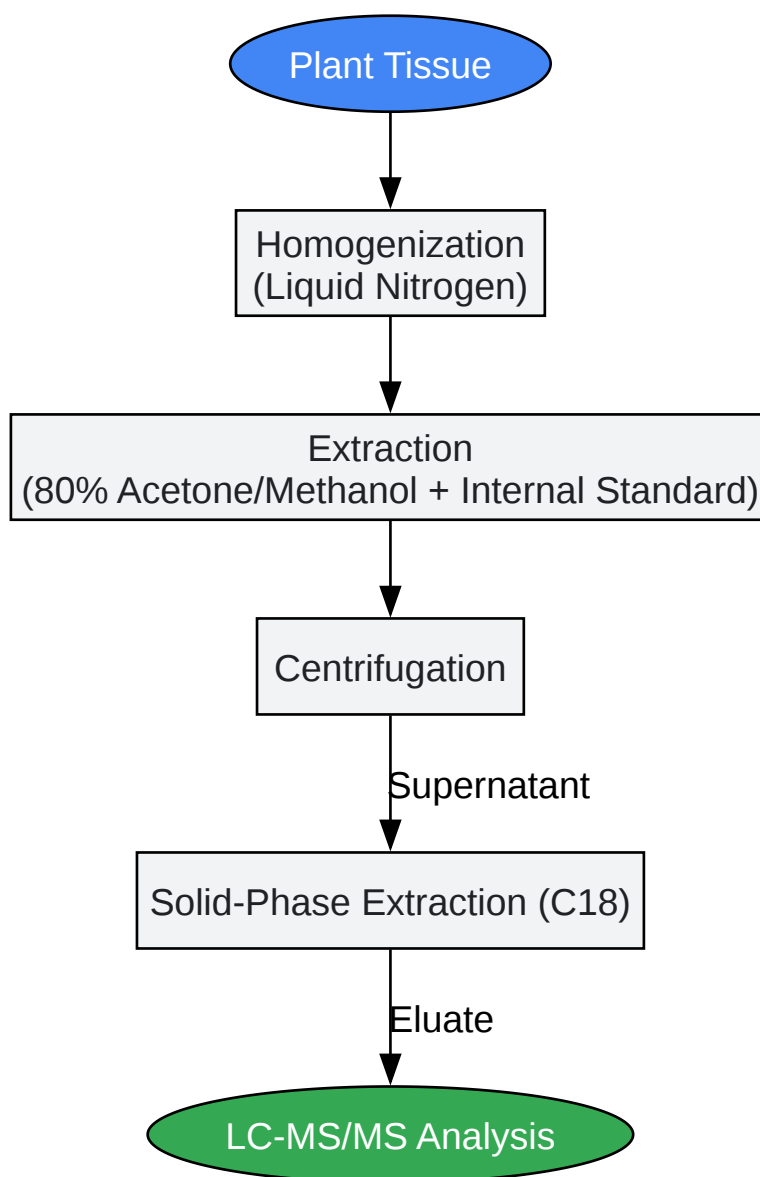 Plant Tissue
Homogenization
(Liquid Nitrogen)
Extraction
(80% Acetone/Methanol + Internal Standard)
Centrifugation
Supernatant
Solid-Phase Extraction (C18)
Eluate
LC-MS/MS Analysis